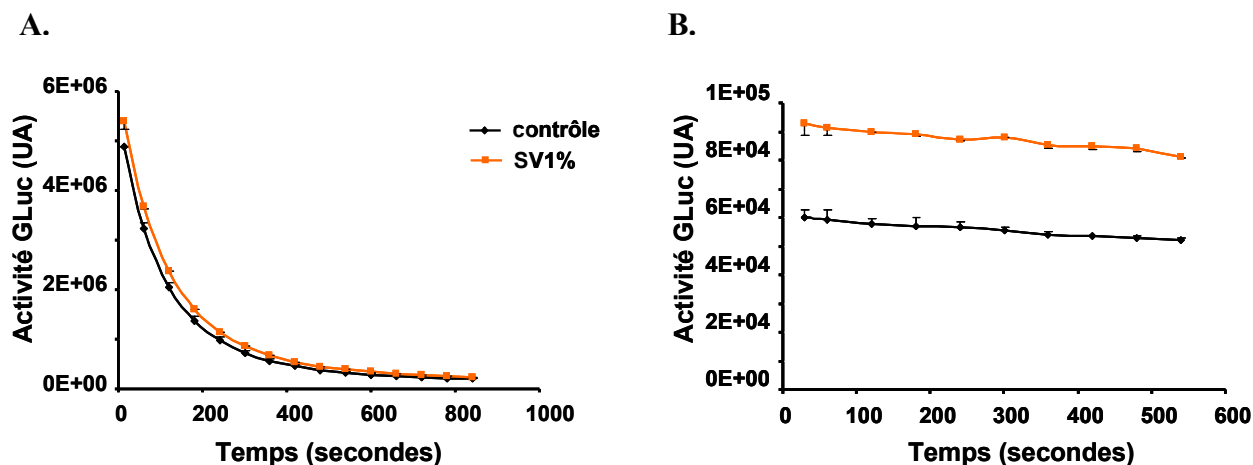 A.
6E+06
4E+06
2E+06
0E+00
Activité GLuc (UA)
0
200
400
600
800
1000
Temps (secondes)
contrôle
SV1%
B.
1E+05
8E+04
6E+04
4E+04
2E+04
0E+00
Activité GLuc (UA)
0
100
200
300
400
500
600
Temps (secondes)